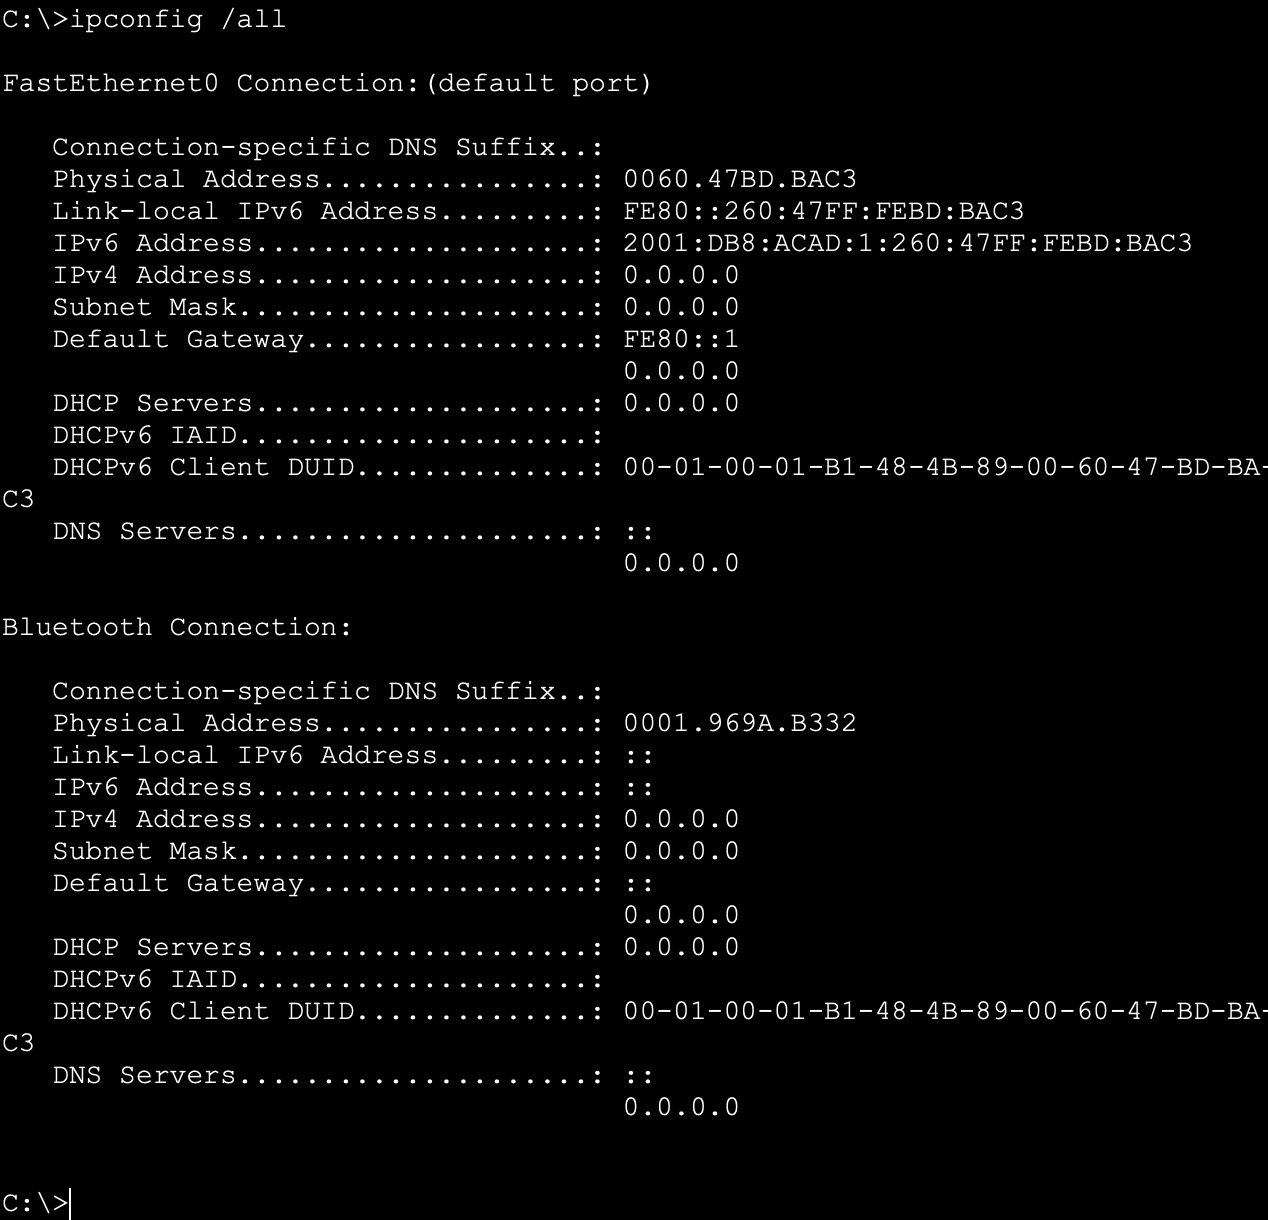 C:\>ipconfig /all
FastEthernet0 Connection:(default port)
Connection-specific DNS Suffix..:
Physical Address................: 0060.47BD.BAC3
Link-local IPv6 Address.........: FE80::260:47FF:FEBD:BAC3
IPv6 Address....................: 2001:DB8:ACAD:1:260:47FF:FEBD:BAC3
IPv4 Address....................: 0.0.0.0
Subnet Mask.....................: 0.0.0.0
Default Gateway.................: FE80::1
0.0.0.0
DHCP Servers....................: 0.0.0.0
DHCPv6 IAID.....................:
DHCPv6 Client DUID..............: 00-01-00-01-B1-48-4B-89-00-60-47-BD-BA-
C3
DNS Servers.....................: ::
0.0.0.0
Bluetooth Connection:
Connection-specific DNS Suffix..:
Physical Address................: 0001.969A.B332
Link-local IPv6 Address.........: ::
IPv6 Address....................: ::
IPv4 Address....................: 0.0.0.0
Subnet Mask.....................: 0.0.0.0
Default Gateway.................: ::
0.0.0.0
DHCP Servers....................: 0.0.0.0
DHCPv6 IAID.....................:
DHCPv6 Client DUID..............: 00-01-00-01-B1-48-4B-89-00-60-47-BD-BA-
C3
DNS Servers.....................: ::
0.0.0.0
C:\>